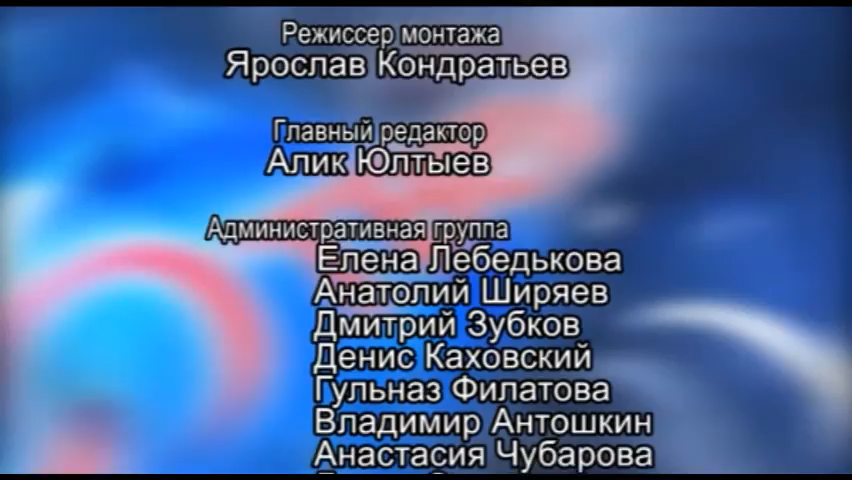 Режиссер монтажа
Ярослав Кондратьев
Главный редактор
Алик Юлтыев
Административная группа
Елена Лебедькова
Анатолий Ширяев
Дмитрий Зубков
Денис Каховский
Гульназ Филатова
Владимир Антошкин
Анастасия Чубарова